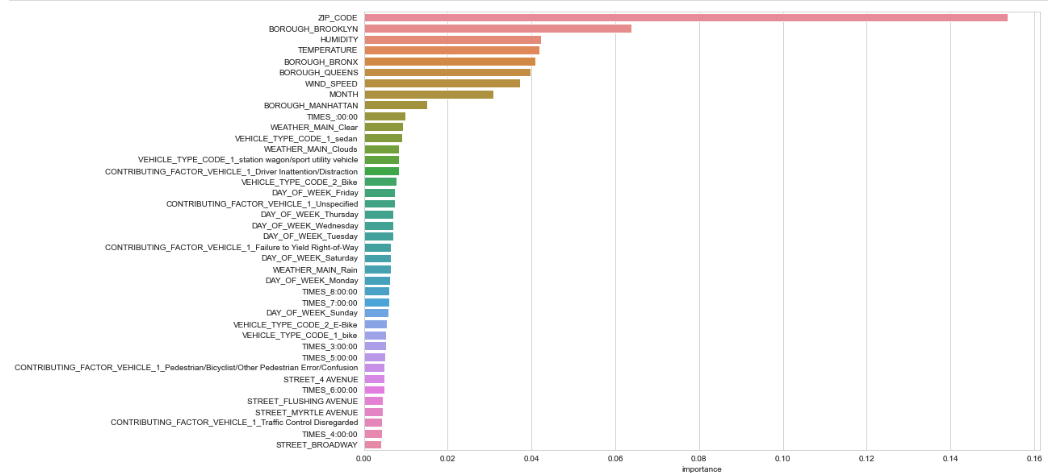 ZIP_CODE
BOROUGH_BROOKLYN
HUMIDITY
TEMPERATURE
BOROUGH_BRONX
BOROUGH_QUEENS
WIND_SPEED
MONTH
BOROUGH_MANHATTAN
TIMES_:00:00
WEATHER_MAIN_Clear
VEHICLE_TYPE_CODE_1_sedan
WEATHER_MAIN_Clouds
VEHICLE_TYPE_CODE_1_station wagon/sport utility vehicle
CONTRIBUTING_FACTOR_VEHICLE_1_Driver Inattention/Distraction
VEHICLE_TYPE_CODE_2_Bike
DAY_OF_WEEK_Friday
CONTRIBUTING_FACTOR_VEHICLE_1_Unspecified
DAY_OF_WEEK_Thursday
DAY_OF_WEEK_Wednesday
DAY_OF_WEEK_Tuesday
CONTRIBUTING_FACTOR_VEHICLE_1_Failure to Yield Right-of-Way
DAY_OF_WEEK_Saturday
WEATHER_MAIN_Rain
DAY_OF_WEEK_Monday
TIMES_8:00:00
TIMES_7:00:00
DAY_OF_WEEK_Sunday
VEHICLE_TYPE_CODE_2_E-Bike
VEHICLE_TYPE_CODE_1_bike
TIMES_3:00:00
TIMES_5:00:00
CONTRIBUTING_FACTOR_VEHICLE_1_Pedestrian/Bicyclist/Other Pedestrian Error/Confusion
STREET_4 AVENUE
TIMES_6:00:00
STREET_FLUSHING AVENUE
STREET_MYRTLE AVENUE
CONTRIBUTING_FACTOR_VEHICLE_1_Traffic Control Disregarded
TIMES_4:00:00
STREET_BROADWAY
0.00 0.02 0.04 0.06 0.08 0.10 0.12 0.14 0.16
importance